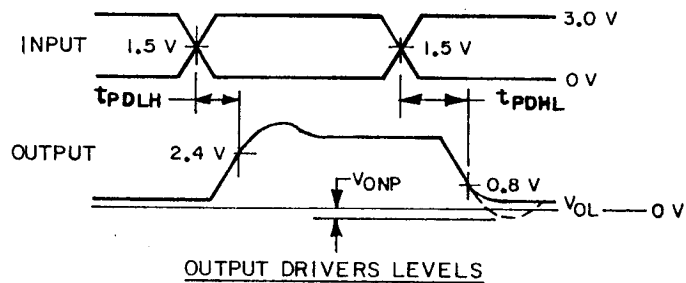 INPUT
1.5 V
1.5 V
3.0 V
0 V
tPDLH
tPDHL
OUTPUT
2.4 V
VONP
0.8 V
VOL
0 V
OUTPUT DRIVERS LEVELS